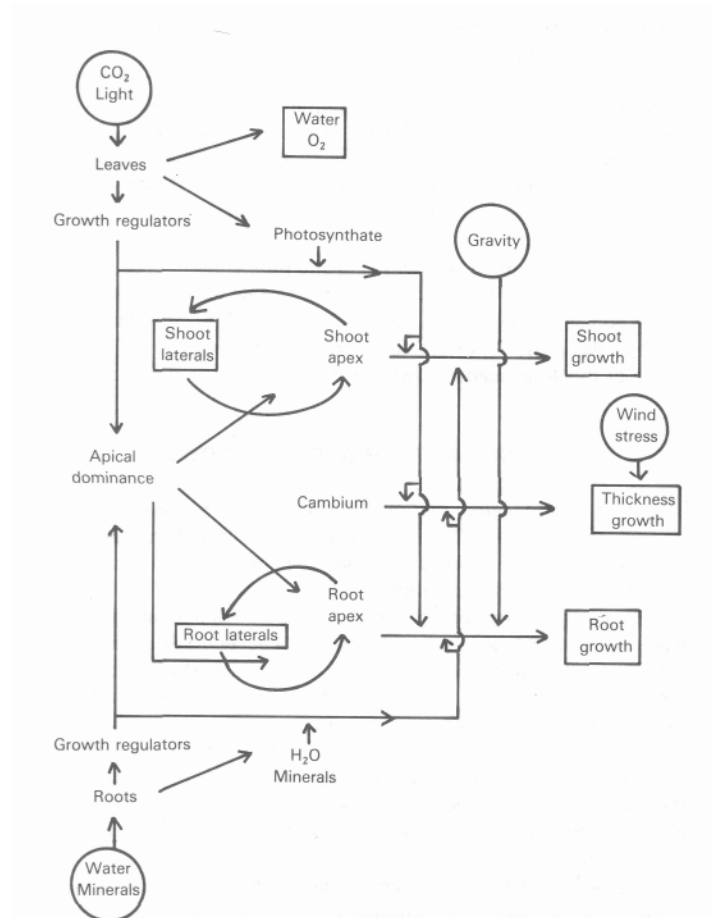 CO₂
Light
Water
O₂
Leaves
Growth regulators
Photosynthate
Gravity
Shoot
laterals
Shoot
apex
Shoot
growth
Wind
stress
Apical
dominance
Cambium
Thickness
growth
Root
apex
Root laterals
Root
growth
Growth regulators
H₂O
Minerals
Roots
Water
Minerals